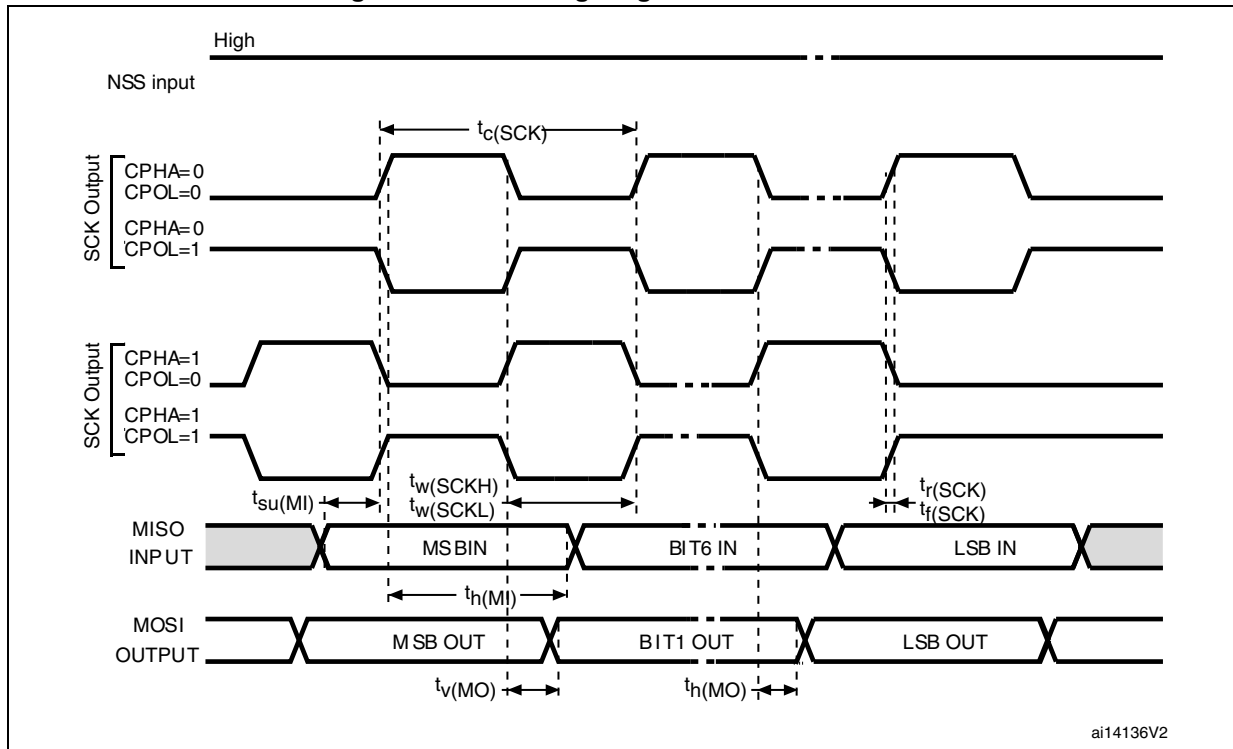 High
NSS input
tc(SCK)
SCK Output
CPHA=0
CPOL=0
CPHA=0
CPOL=1
SCK Output
CPHA=1
CPOL=0
CPHA=1
CPOL=1
tsu(MI)
tw(SCKH)
tw(SCKL)
tr(SCK)
tf(SCK)
MISO
INPUT
MSBIN
BIT6 IN
LSB IN
th(MI)
MOSI
OUTPUT
MSB OUT
BIT1 OUT
LSB OUT
tv(MO)
th(MO)
ai14136V2